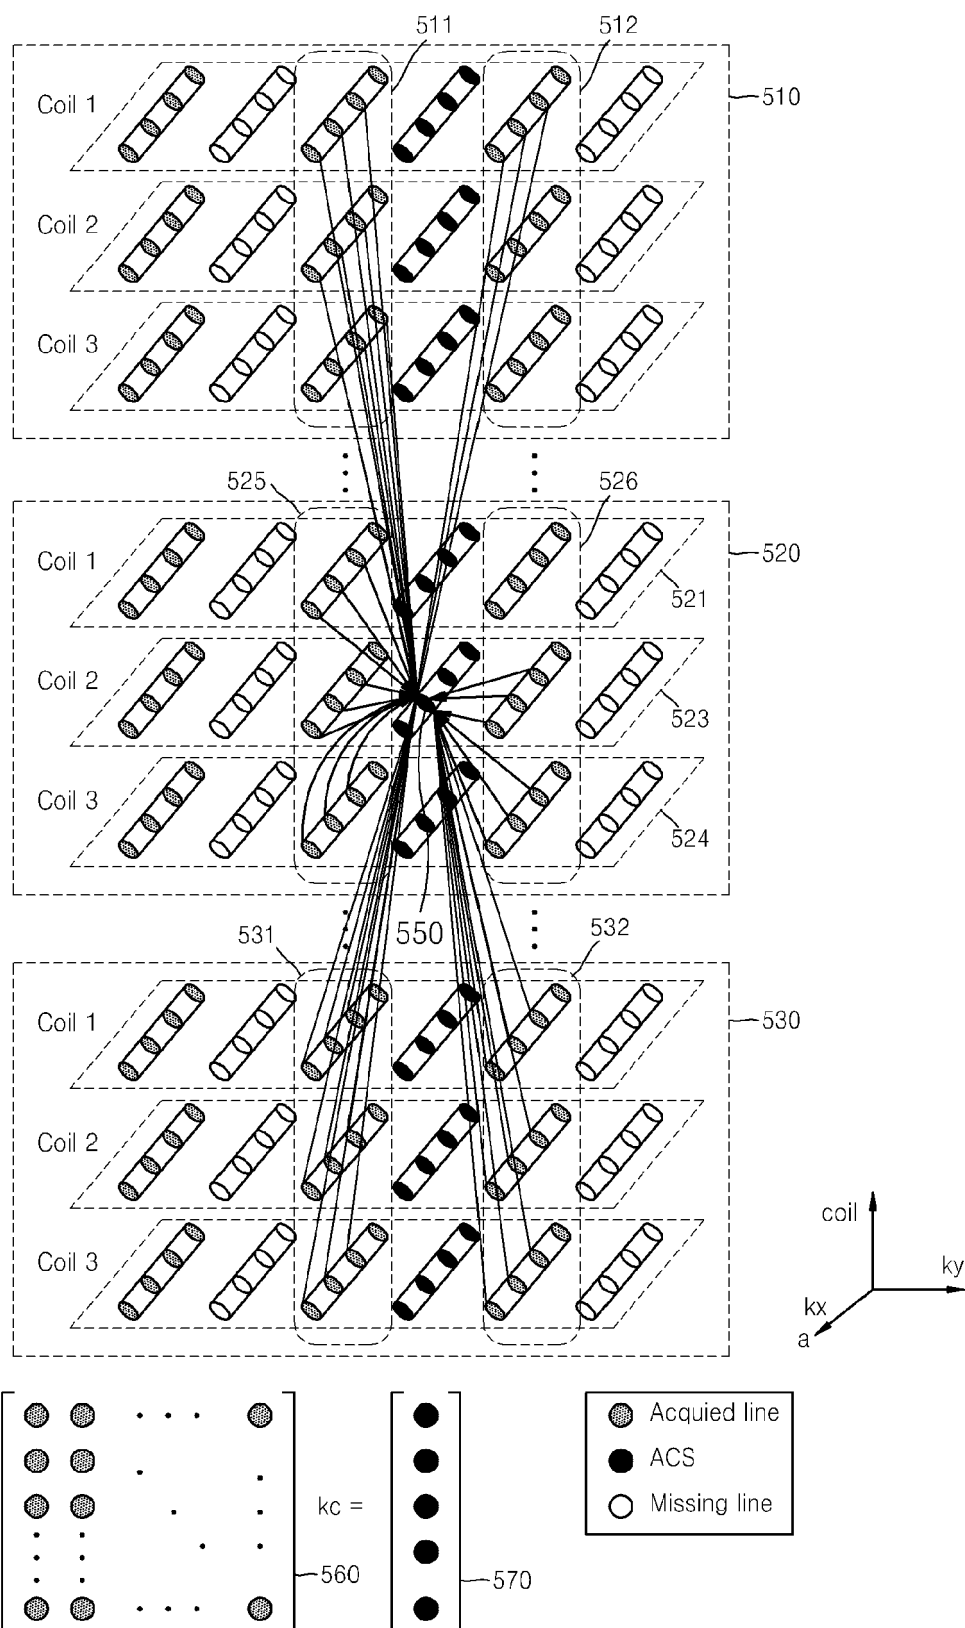 511
512
Coil 1
510
Coil 2
Coil 3
525
526
Coil 1
520
521
Coil 2
523
Coil 3
524
550
531
532
Coil 1
530
Coil 2
coil
Coil 3
ky
kx
a
Acquied line
ACS
kc =
Missing line
560
570